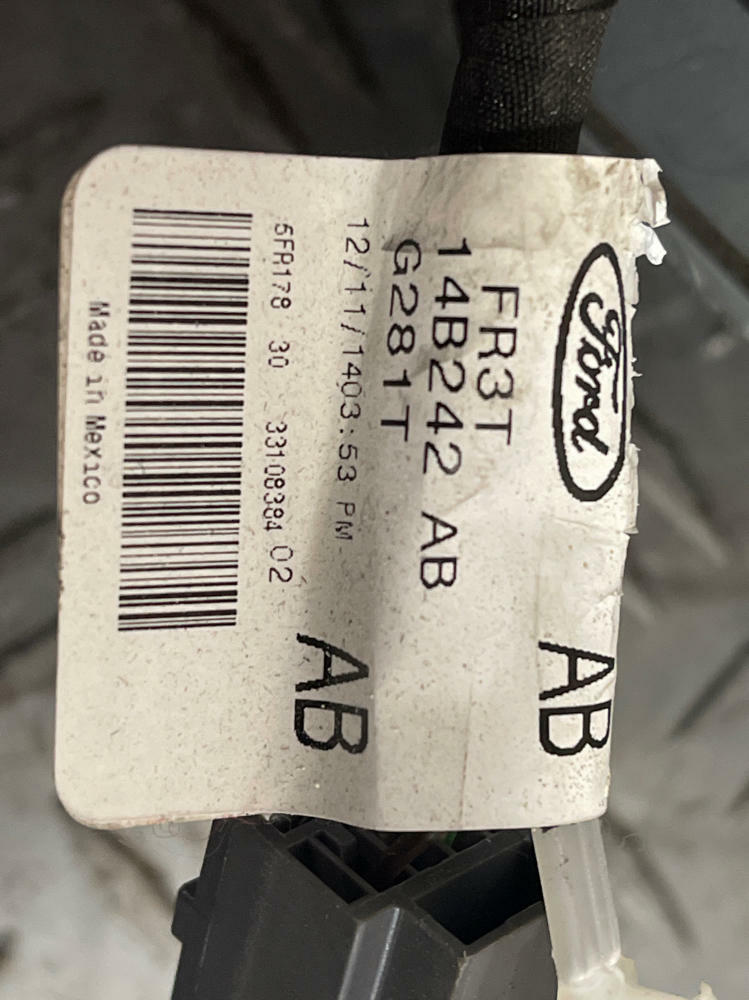 Ford
AB
FR3T
14B242 AB
G281T
12/11/1403:53 PM
AB
5FR178 30 33108384 02
Made in Mexico